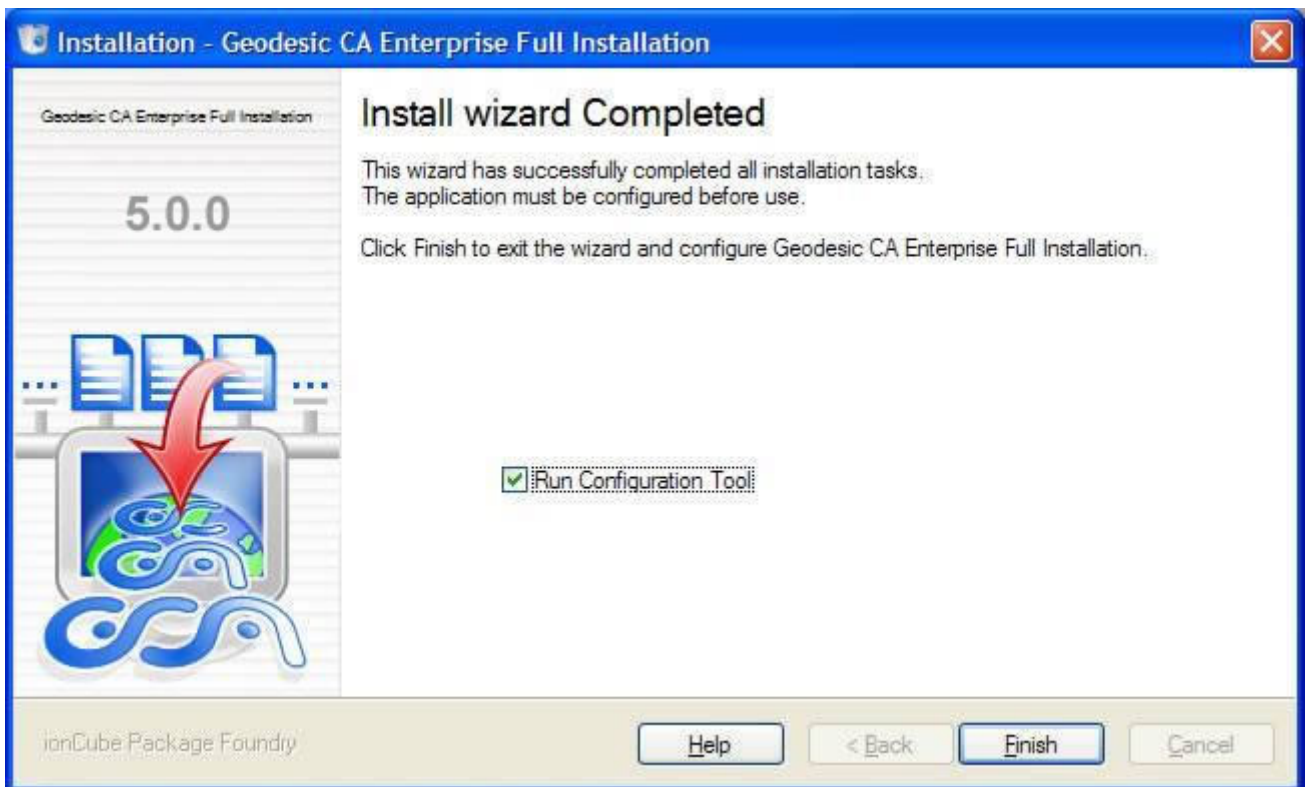 Installation - Geodesic CA Enterprise Full Installation
Geodesic CA Enterprise Full Installation
5.0.0
Install wizard Completed
This wizard has successfully completed all installation tasks.
The application must be configured before use.
Click Finish to exit the wizard and configure Geodesic CA Enterprise Full Installation.
Run Configuration Tool
ionCube Package Foundry
Help
< Back
Finish
Cancel